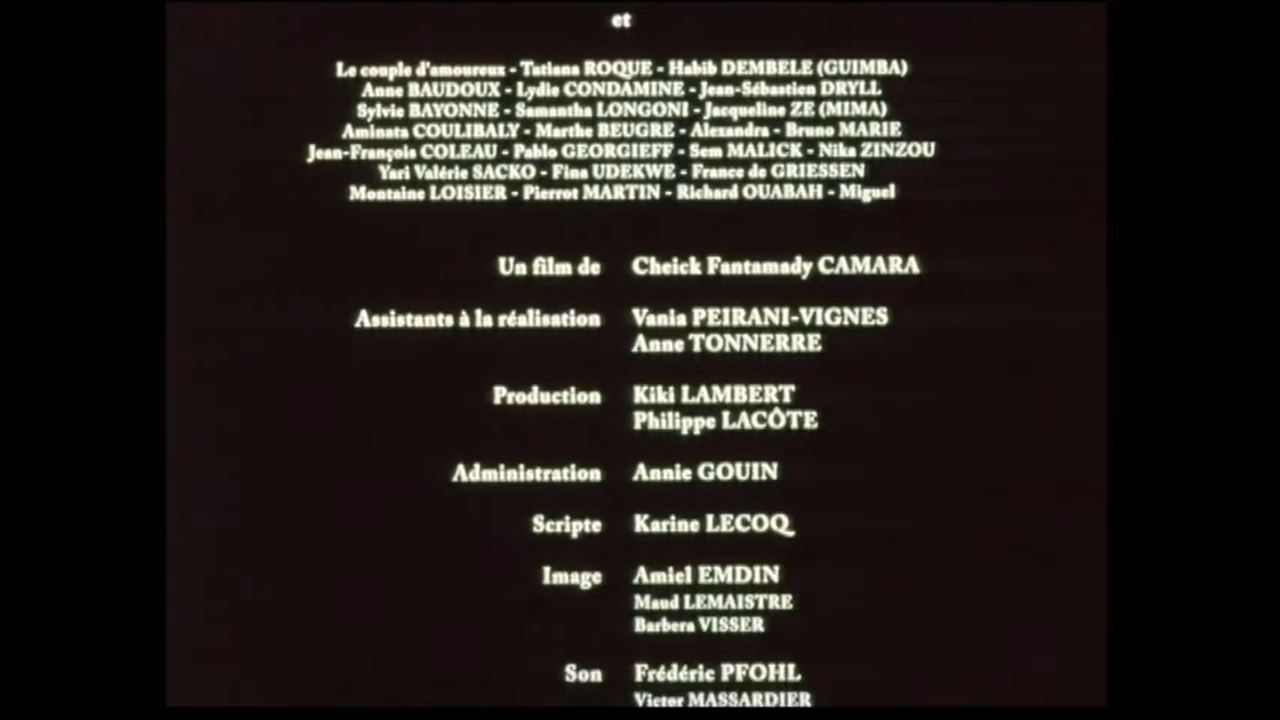 et
Le couple d'amoureux - Tatiana ROQUE - Habib DEMBELE (GUIMBA)
Anne BAUDOUX - Lydie CONDAMINE - Jean-Sébastien DRYLL
Sylvie BAYONNE - Samantha LONGONI - Jacqueline ZE (MIMA)
Aminata COULIBALY - Marthe BEUGRE - Alexandra - Bruno MARIE
Jean-François COLEAU - Pablo GEORGIEFF - Sem MALICK - Nika ZINZOU
Yari Valérie SACKO - Fina UDEKWE - France de GRIESSEN
Montaine LOISIER - Pierrot MARTIN - Richard OUABAH - Miguel
Un film de Cheick Fantamady CAMARA
Assistants à la réalisation Vania PEIRANI-VIGNES
Anne TONNERRE
Production Kiki LAMBERT
Philippe LACÔTE
Administration Annie GOUIN
Scripte Karine LECOQ
Image Amiel EMDIN
Maud LEMAISTRE
Barbera VISSER
Son Frédéric PFOHL
Victor MASSARDIER